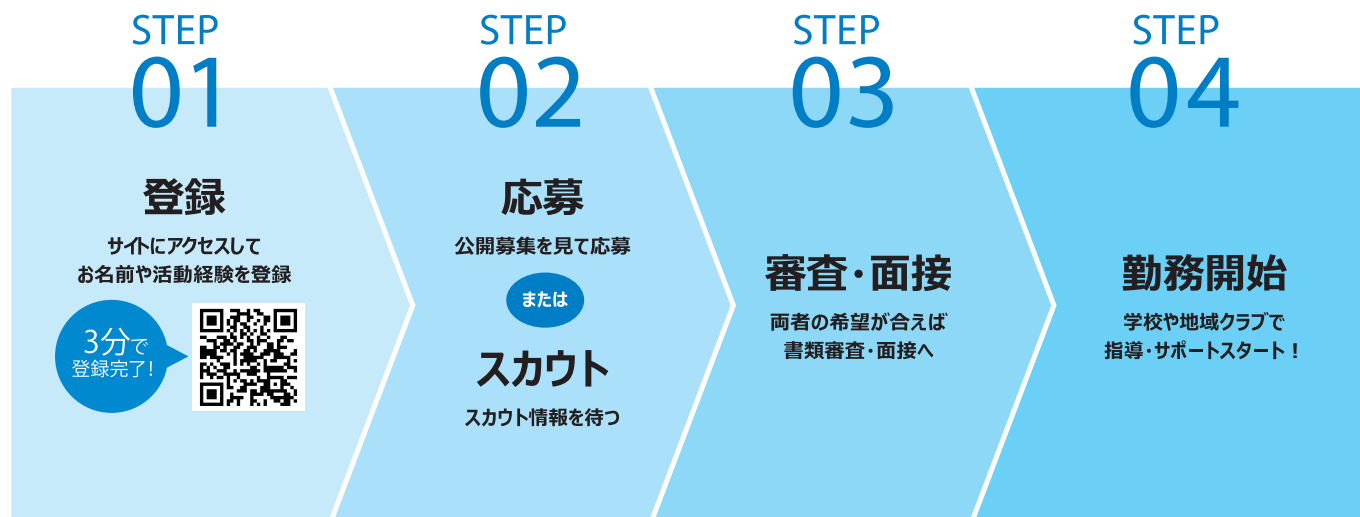 STEP
01
登録
サイトにアクセスして
お名前や活動経験を登録
3分で
登録完了!
STEP
02
応募
公開募集を見て応募
または
スカウト
スカウト情報を待つ
STEP
03
審査・面接
両者の希望が合えば
書類審査・面接へ
STEP
04
勤務開始
学校や地域クラブで
指導・サポートスタート!